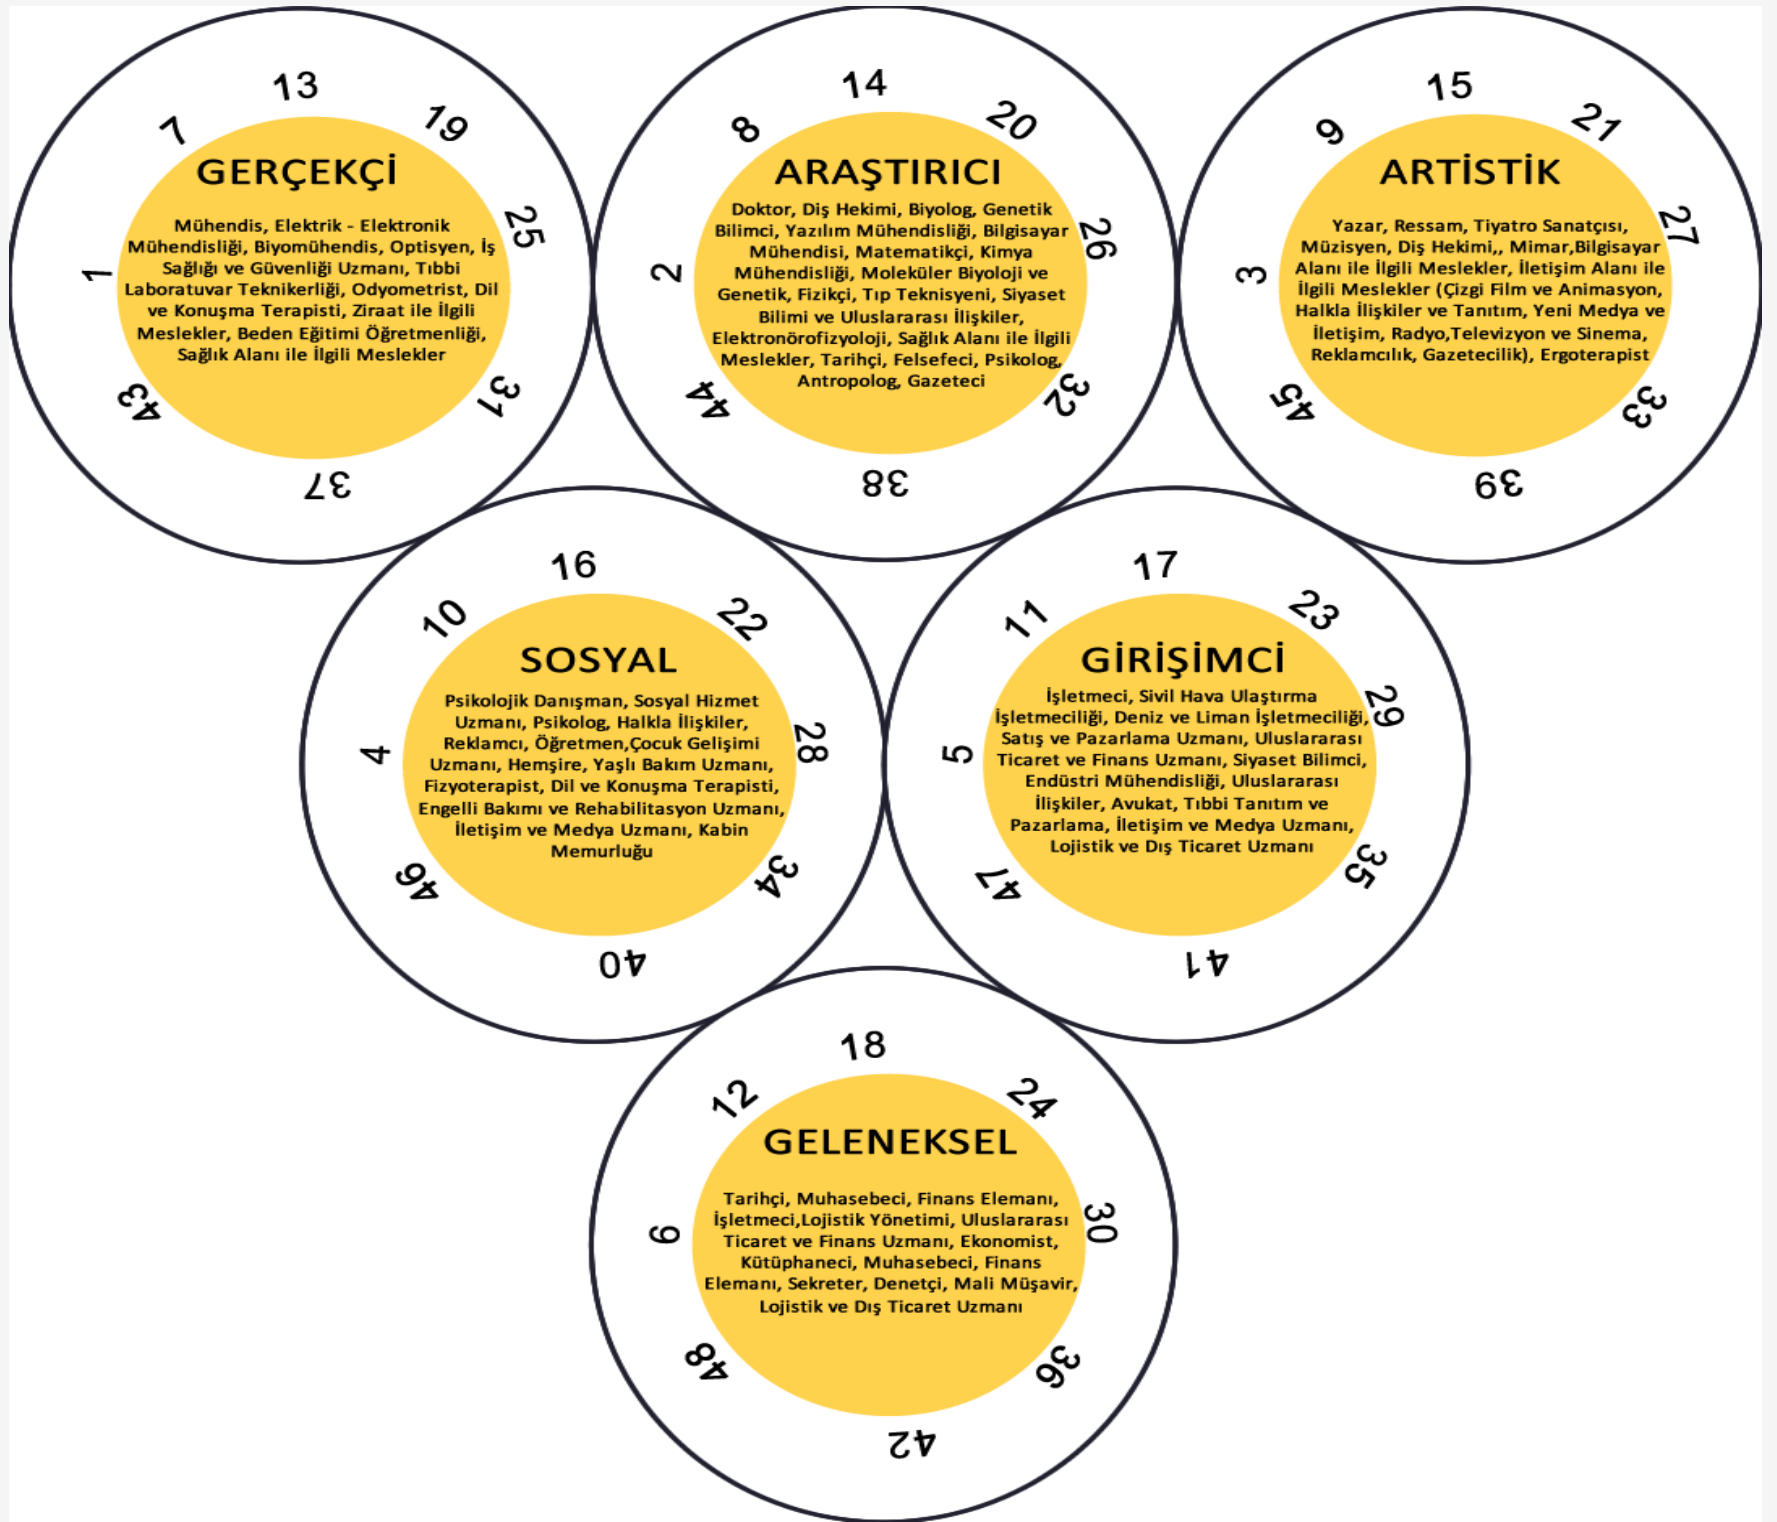 13
7
19
25
1
43
31
37
GERÇEKÇİ
Mühendis, Elektrik - Elektronik
Mühendisliği, Biyomühendis, Optisyen, İş
Sağlığı ve Güvenliği Uzmanı, Tıbbi
Laboratuvar Teknikerliği, Odyometrist, Dil
ve Konuşma Terapisti, Ziraat ile İlgili
Meslekler, Beden Eğitimi Öğretmenliği,
Sağlık Alanı ile İlgili Meslekler
14
8
20
26
2
44
32
38
ARAŞTIRICI
Doktor, Diş Hekimi, Biyolog, Genetik
Bilimci, Yazılım Mühendisliği, Bilgisayar
Mühendisi, Matematikçi, Kimya
Mühendisliği, Moleküler Biyoloji ve
Genetik, Fizikçi, Tıp Teknisyeni, Siyaset
Bilimi ve Uluslararası İlişkiler,
Elektronörofizyoloji, Sağlık Alanı ile İlgili
Meslekler, Tarihçi, Felsefeci, Psikolog,
Antropolog, Gazeteci
15
9
21
27
3
45
33
39
ARTİSTİK
Yazar, Ressam, Tiyatro Sanatçısı,
Müzisyen, Diş Hekimi,, Mimar,Bilgisayar
Alanı ile İlgili Meslekler, İletişim Alanı ile
İlgili Meslekler (Çizgi Film ve Animasyon,
Halkla İlişkiler ve Tanıtım, Yeni Medya ve
İletişim, Radyo,Televizyon ve Sinema,
Reklamcılık, Gazetecilik), Ergoterapist
16
10
22
28
4
46
34
40
SOSYAL
Psikolojik Danışman, Sosyal Hizmet
Uzmanı, Psikolog, Halkla İlişkiler,
Reklamcı, Öğretmen,Çocuk Gelişimi
Uzmanı, Hemşire, Yaşlı Bakım Uzmanı,
Fizyoterapist, Dil ve Konuşma Terapisti,
Engelli Bakımı ve Rehabilitasyon Uzmanı,
İletişim ve Medya Uzmanı, Kabin
Memurluğu
17
11
23
29
5
47
35
41
GİRİŞİMCİ
İşletmeci, Sivil Hava Ulaştırma
İşletmeciliği, Deniz ve Liman İşletmeciliği,
Satış ve Pazarlama Uzmanı, Uluslararası
Ticaret ve Finans Uzmanı, Siyaset Bilimci,
Endüstri Mühendisliği, Uluslararası
İlişkiler, Avukat, Tıbbi Tanıtım ve
Pazarlama, İletişim ve Medya Uzmanı,
Lojistik ve Dış Ticaret Uzmanı
18
12
24
30
6
48
36
42
GELENEKSEL
Tarihçi, Muhasebeci, Finans Elemanı,
İşletmeci,Lojistik Yönetimi, Uluslararası
Ticaret ve Finans Uzmanı, Ekonomist,
Kütüphaneci, Muhasebeci, Finans
Elemanı, Sekreter, Denetçi, Mali Müşavir,
Lojistik ve Dış Ticaret Uzmanı